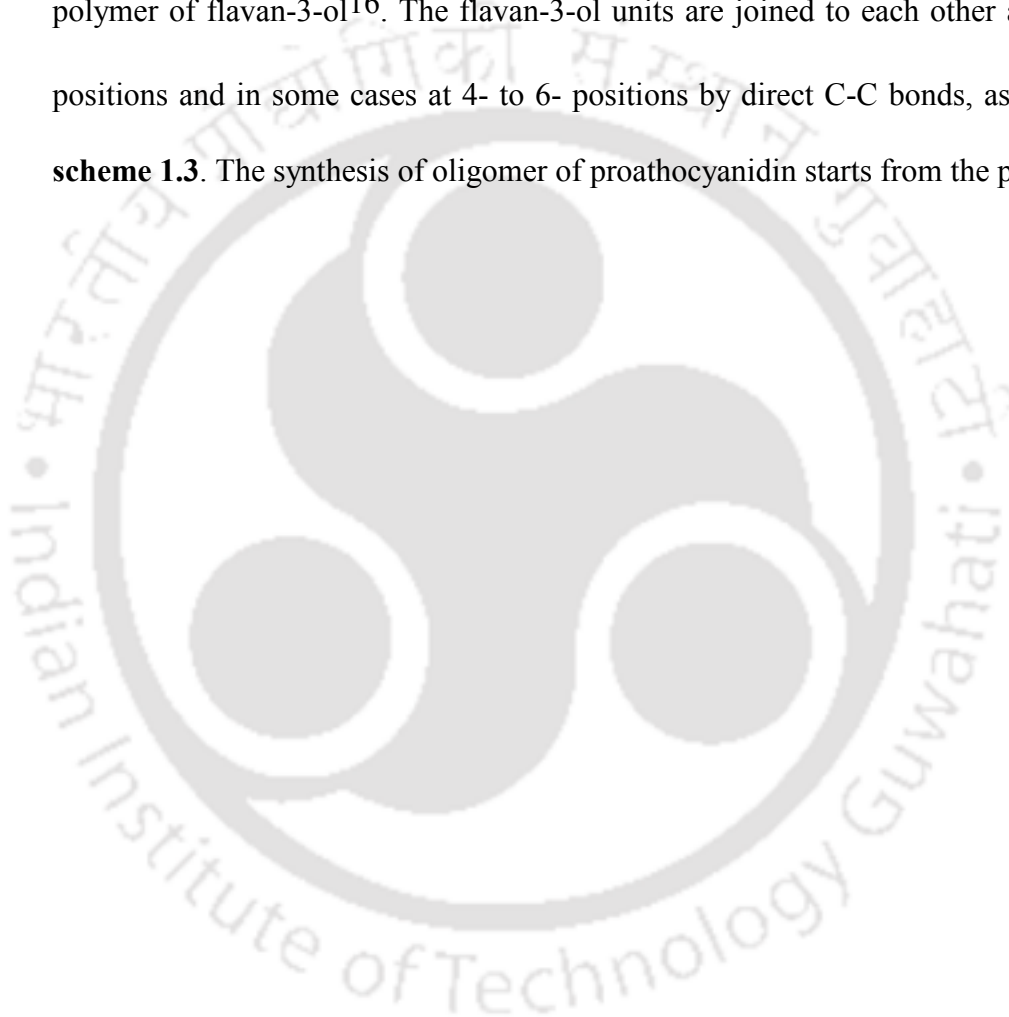 polymer of flavan-3-ol16. The flavan-3-ol units are joined to each other
positions and in some cases at 4- to 6- positions by direct C-C bonds, as
scheme 1.3. The synthesis of oligomer of proathocyanidin starts from the
भारतीय प्रौद्योगिकी संस्थान गुवाहाटी
• Indian Institute of Technology Guwahati •